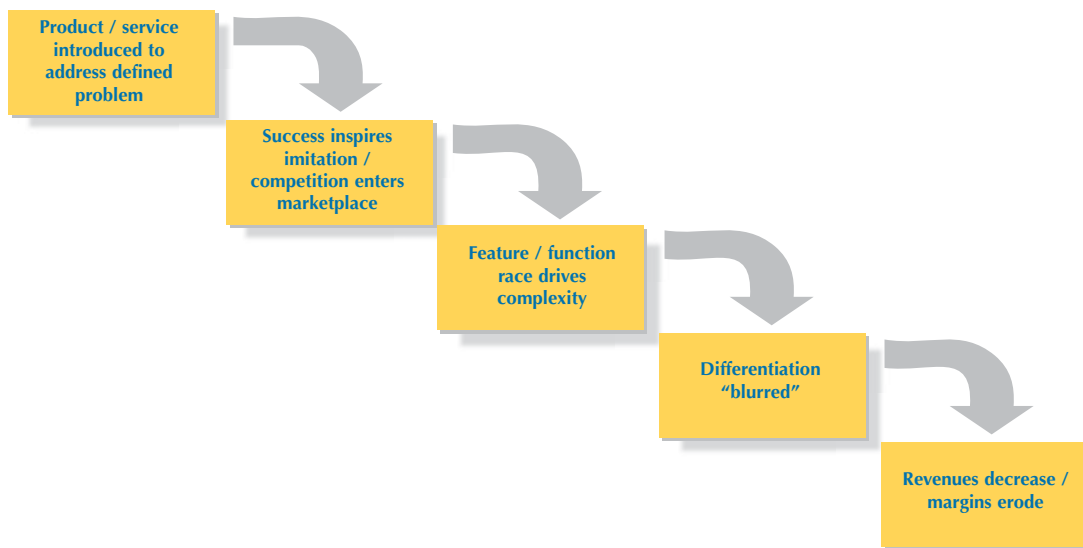 Product / service
introduced to
address defined
problem
Success inspires
imitation /
competition enters
marketplace
Feature / function
race drives
complexity
Differentiation
“blurred”
Revenues decrease /
margins erode